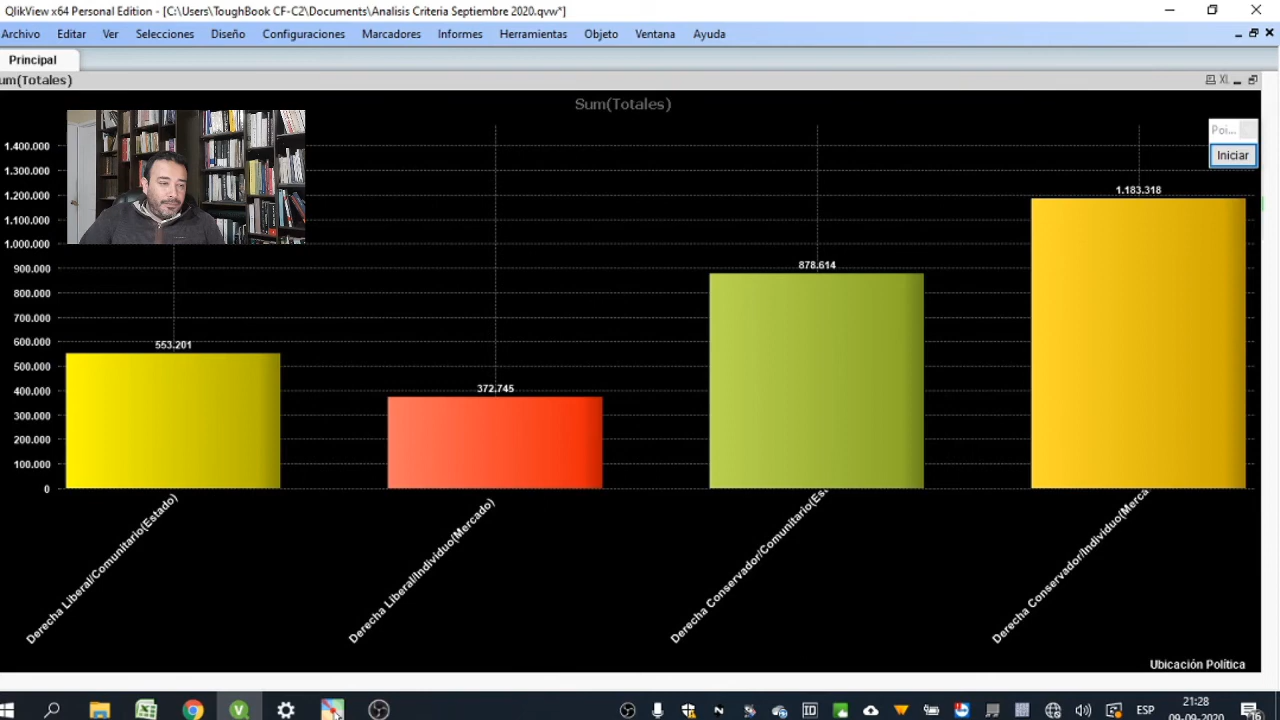 QlikView x64 Personal Edition - [C:\Users\ToughBook CF-C2\Documents\Analisis Criteria Septiembre 2020.qvw*]
Archivo Editar Ver Selecciones Diseño Configuraciones Marcadores Informes Herramientas Objeto Ventana Ayuda
Principal
um(Totales)
XL
Sum(Totales)
Poi...
Iniciar
1.400.000
1.300.000
1.200.000
1.100.000
1.000.000
900.000
800.000
700.000
600.000
500.000
400.000
300.000
200.000
100.000
0
553.201
372.745
878.614
1.183.318
Derecha Liberal/Comunitario(Estado)
Derecha Liberal/Individuo(Mercado)
Derecha Conservador/Comunitario(Est
Derecha Conservador/Individuo(Merca
Ubicación Política
ESP
21:28
09-09-2020
16